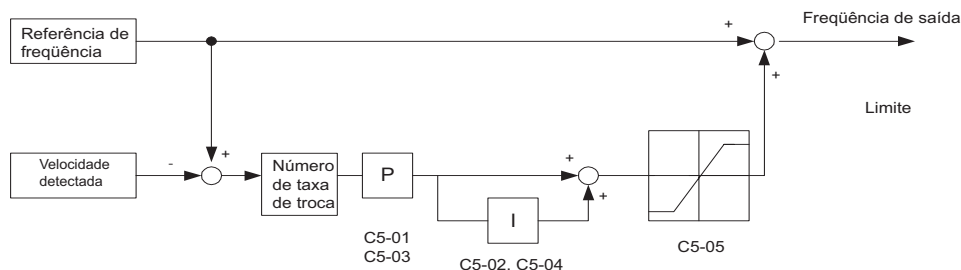 Freqüência de saída
Referência de
freqüência
+
+
Limite
Velocidade
detectada
-
+
Número
de taxa
de troca
P
+
+
I
C5-01
C5-03
C5-02, C5-04
C5-05